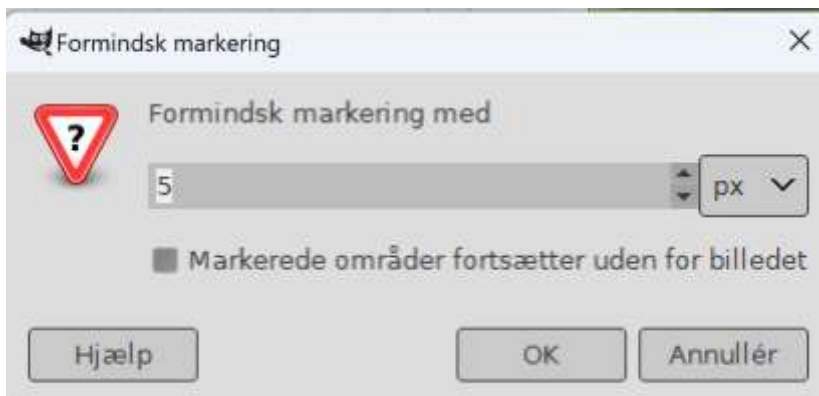 Formindsk markering
Formindsk markering med
?
5
px
Markerede områder fortsætter uden for billedet
Hjælp
OK
Annullér